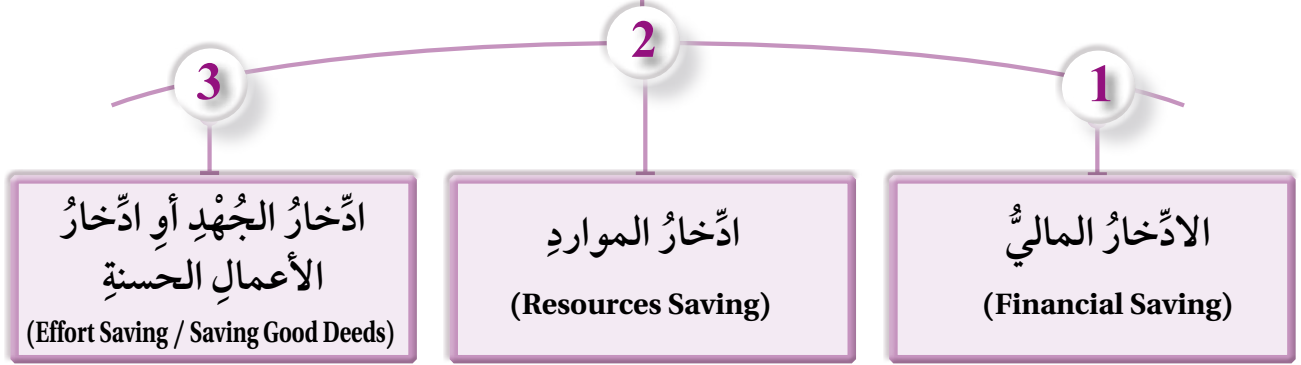 1
الادِّخارُ الماليُّ
(Financial Saving)
2
ادِّخارُ المواردِ
(Resources Saving)
3
ادِّخارُ الجُهْدِ أوِ ادِّخارُ
الأعمالِ الحسنةِ
(Effort Saving / Saving Good Deeds)